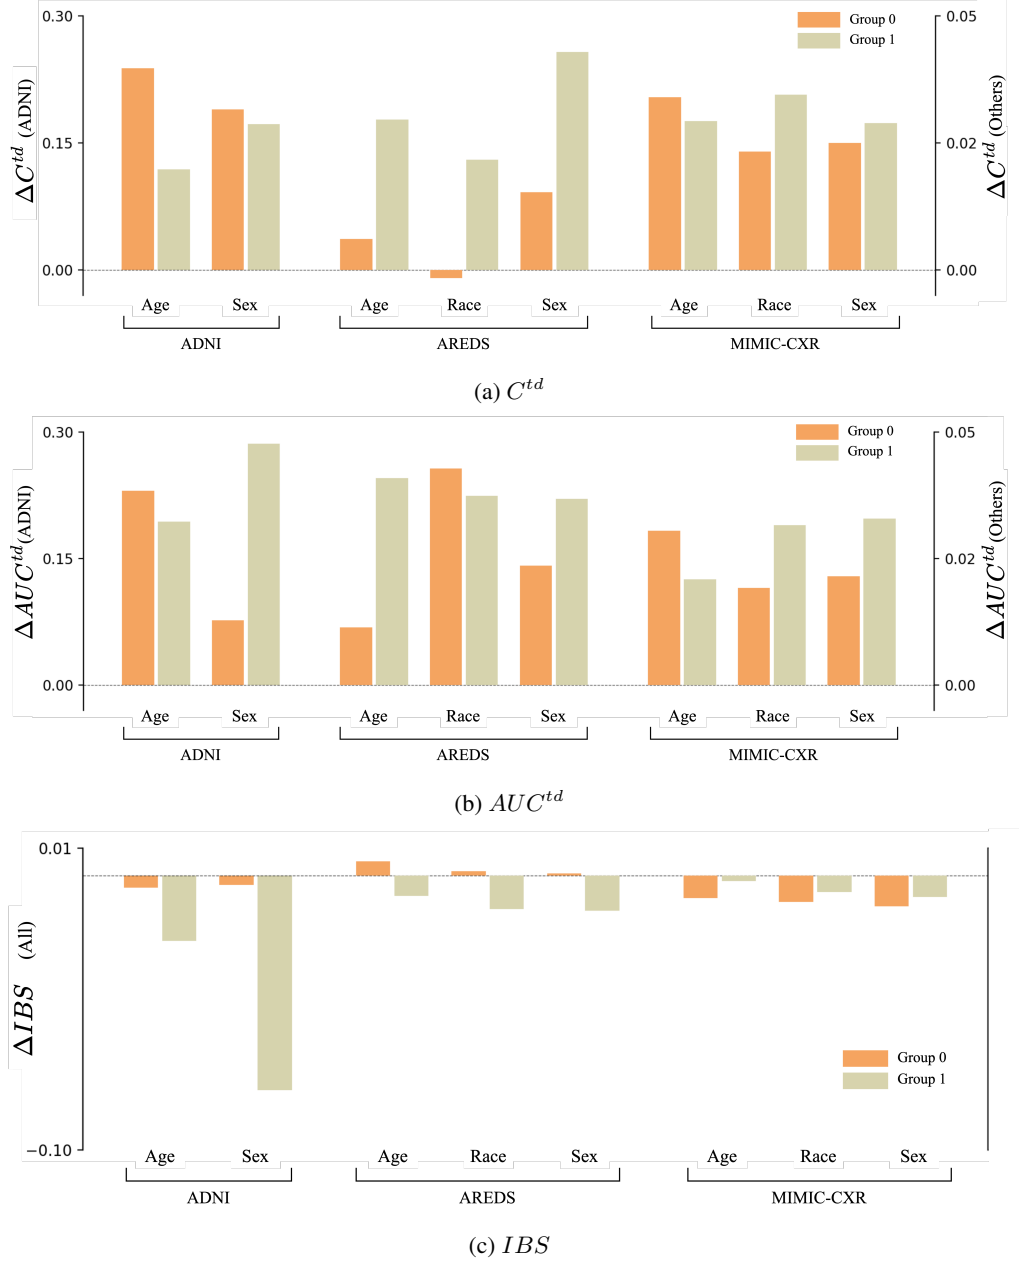 0.30
0.15
0.00
ΔC^{td} (ADNI)
Group 0
Group 1
0.05
0.02
0.00
ΔC^{td} (Others)
Age Sex Age Race Sex Age Race Sex
ADNI AREDS MIMIC-CXR
(a) C^{td}
0.30
0.15
0.00
ΔAUC^{td} (ADNI)
Group 0
Group 1
0.05
0.02
0.00
ΔAUC^{td} (Others)
Age Sex Age Race Sex Age Race Sex
ADNI AREDS MIMIC-CXR
(b) AUC^{td}
0.01
−0.10
ΔIBS (All)
Group 0
Group 1
Age Sex Age Race Sex Age Race Sex
ADNI AREDS MIMIC-CXR
(c) IBS